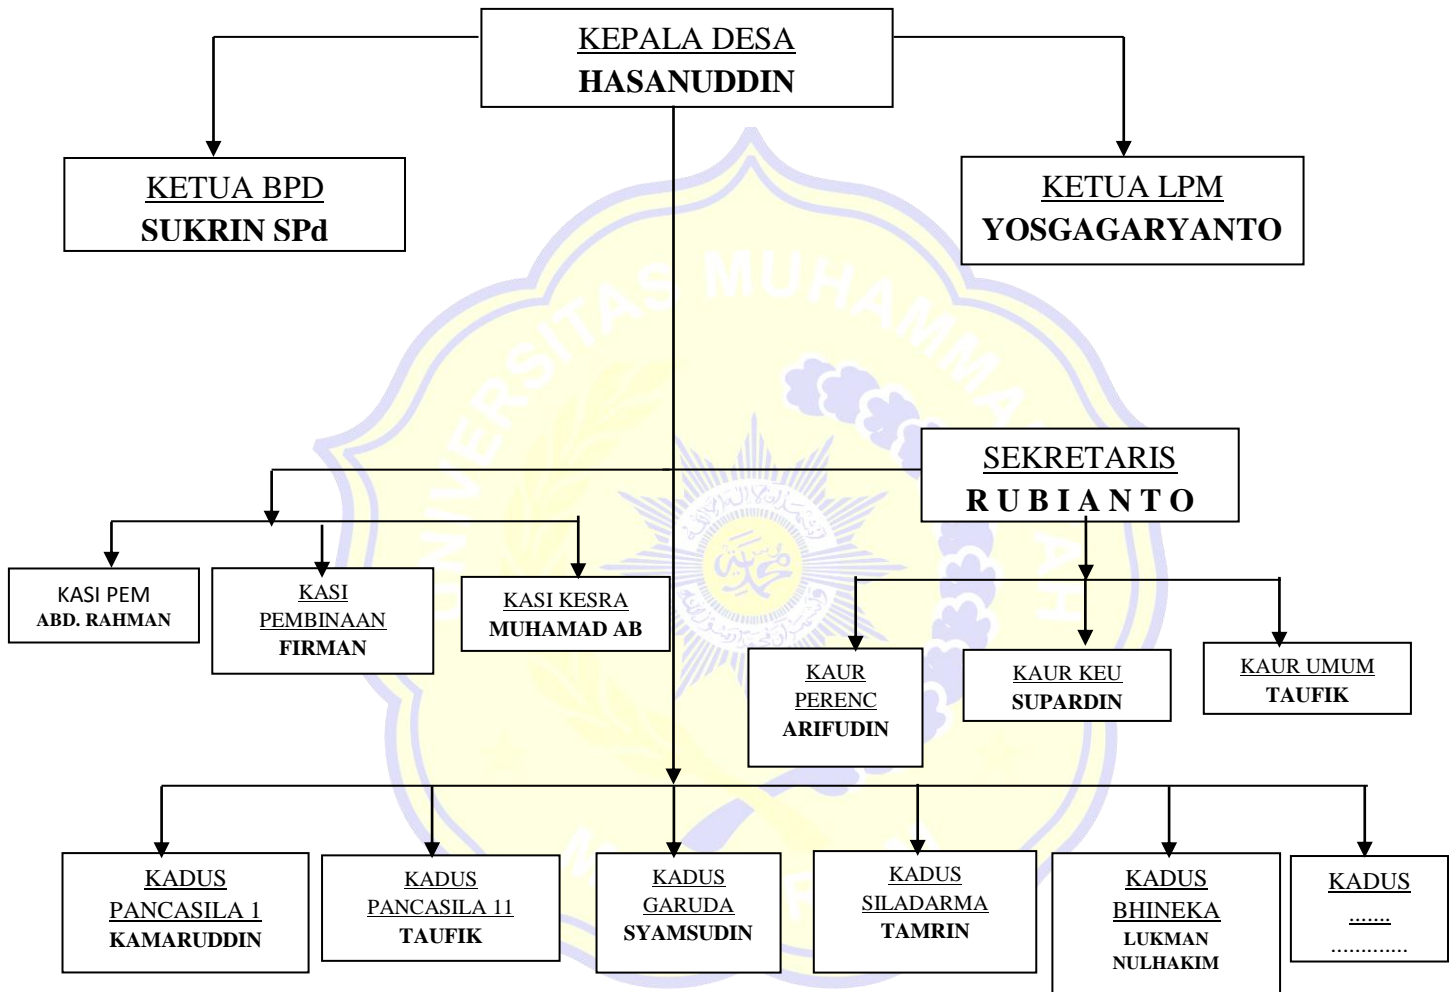 KEPALA DESA
HASANUDDIN
KETUA BPD
SUKRIN SPd
KETUA LPM
YOSGAGARYANTO
UNIVERSITAS MUHAMMADIYAH
SEKRETARIS
R U B I A N T O
KASI PEM
ABD. RAHMAN
KASI
PEMBINAAN
FIRMAN
KASI KESRA
MUHAMAD AB
KAUR
PERENC
ARIFUDIN
KAUR KEU
SUPARDIN
KAUR UMUM
TAUFIK
KADUS
PANCASILA 1
KAMARUDDIN
KADUS
PANCASILA 11
TAUFIK
KADUS
GARUDA
SYAMSUDIN
KADUS
SILADARMA
TAMRIN
KADUS
BHINEKA
LUKMAN
NULHAKIM
KADUS
.......
.............